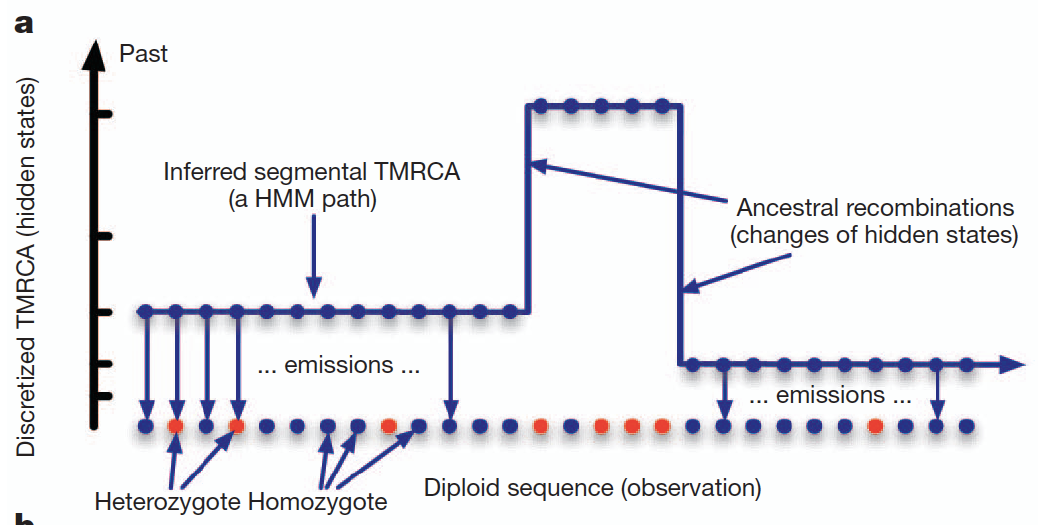 a
Past
Discretized TMRCA (hidden states)
Inferred segmental TMRCA
(a HMM path)
Ancestral recombinations
(changes of hidden states)
... emissions ...
... emissions ...
Heterozygote Homozygote
Diploid sequence (observation)